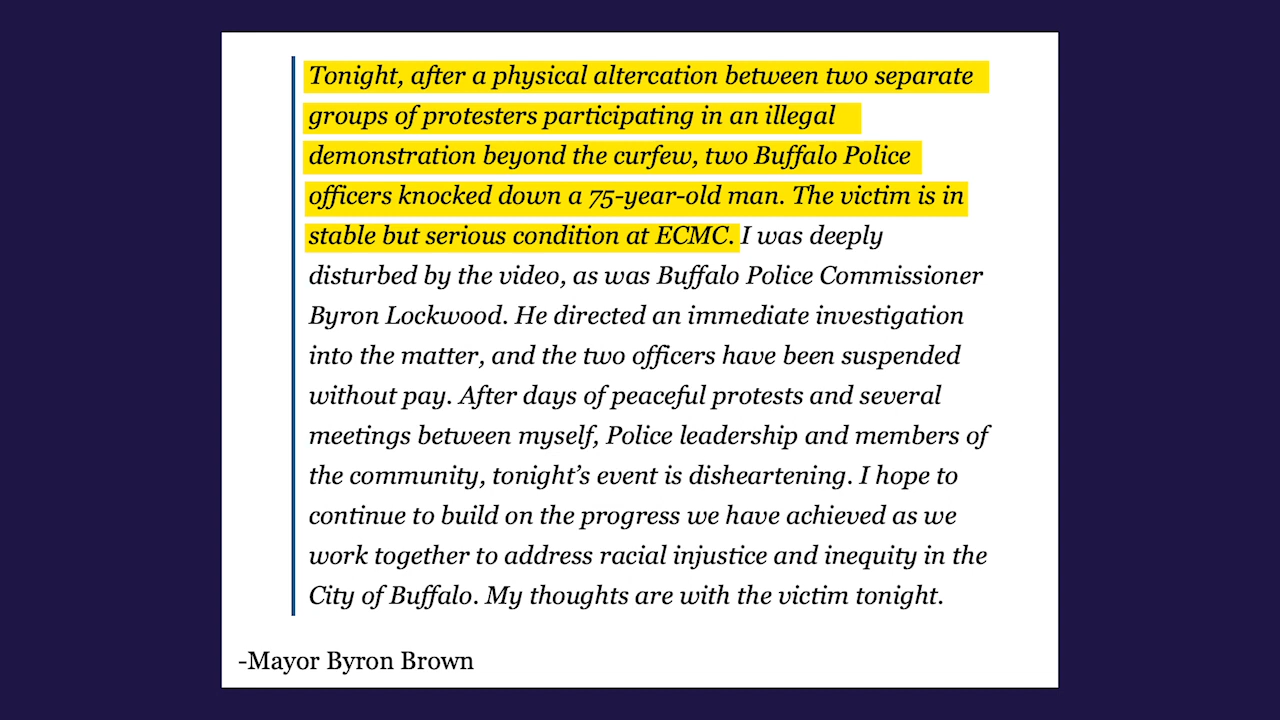 Tonight, after a physical altercation between two separate
groups of protesters participating in an illegal
demonstration beyond the curfew, two Buffalo Police
officers knocked down a 75-year-old man. The victim is in
stable but serious condition at ECMC. I was deeply
disturbed by the video, as was Buffalo Police Commissioner
Byron Lockwood. He directed an immediate investigation
into the matter, and the two officers have been suspended
without pay. After days of peaceful protests and several
meetings between myself, Police leadership and members of
the community, tonight’s event is disheartening. I hope to
continue to build on the progress we have achieved as we
work together to address racial injustice and inequity in the
City of Buffalo. My thoughts are with the victim tonight.
-Mayor Byron Brown